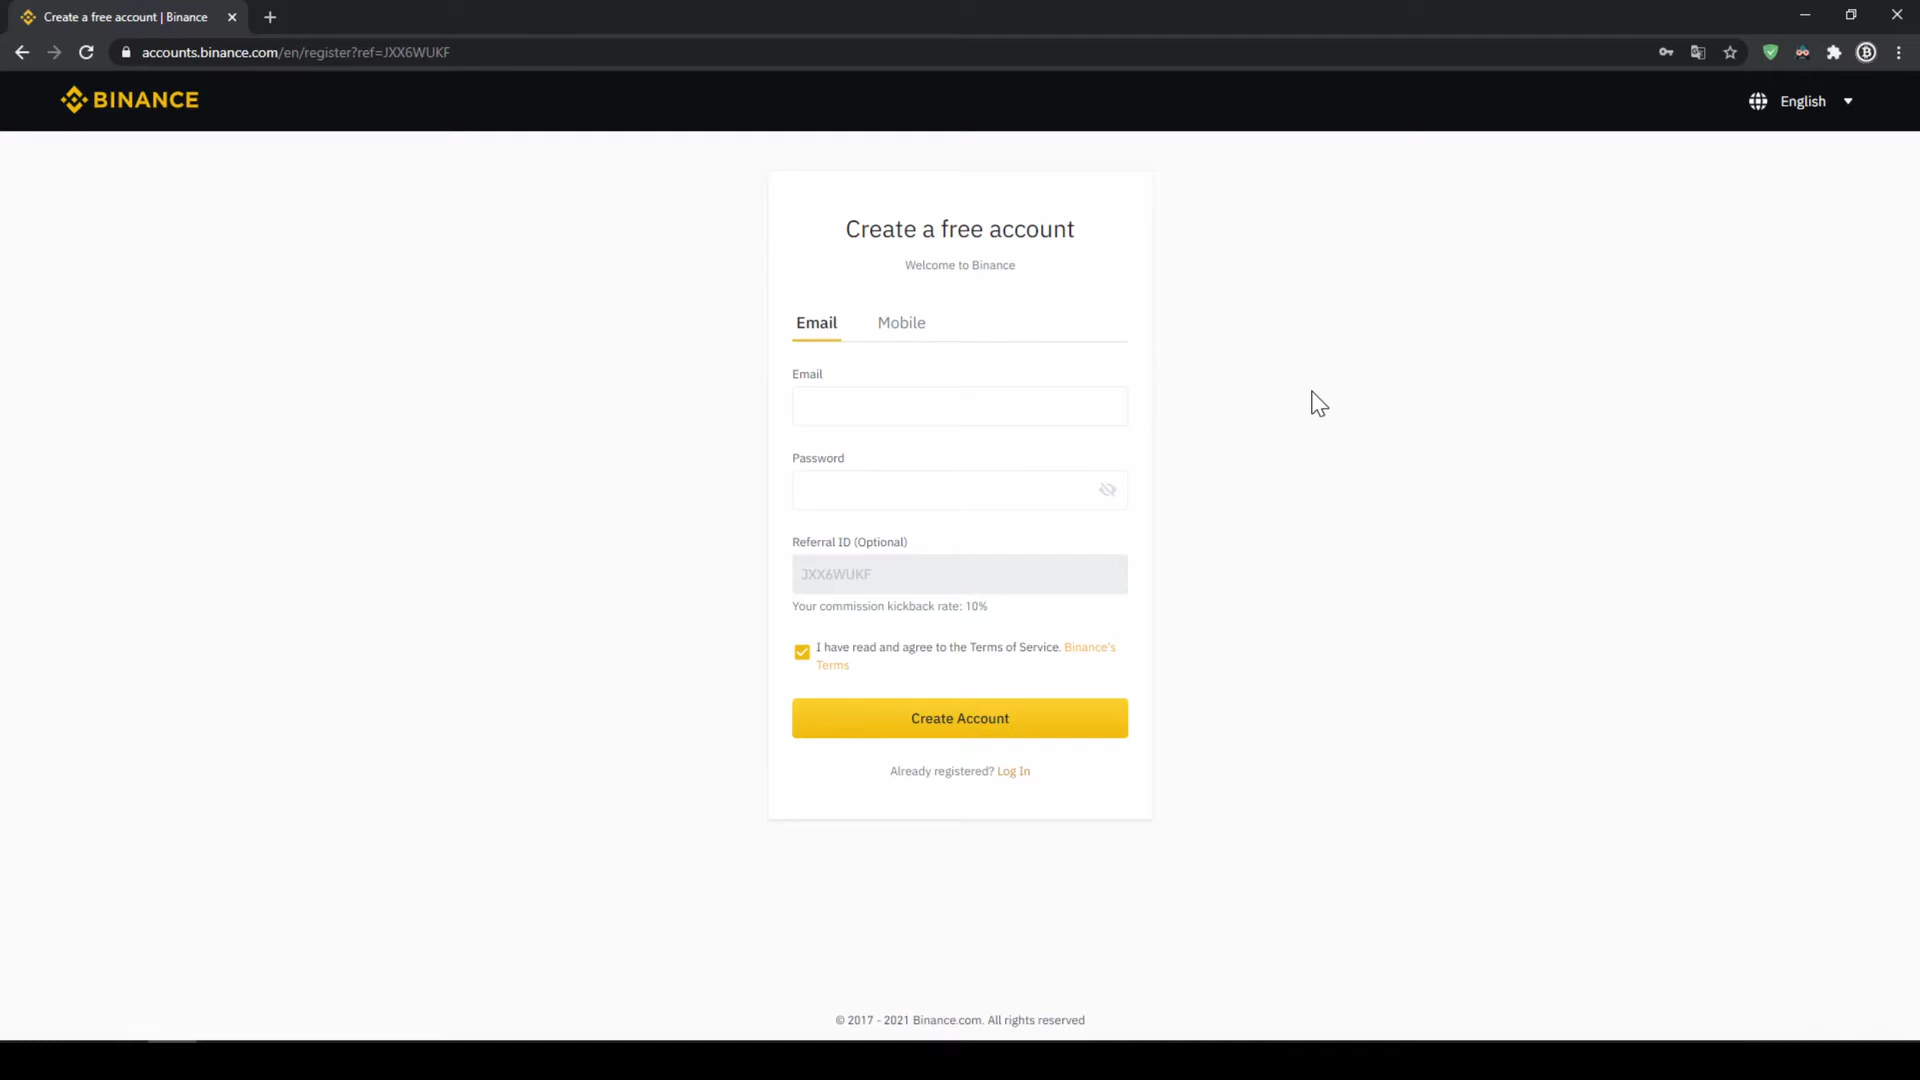 Create a free account | Binance
accounts.binance.com/en/register?ref=JXX6WUKF
BINANCE
English
Create a free account
Welcome to Binance
Email Mobile
Email
Password
Referral ID (Optional)
JXX6WUKF
Your commission kickback rate: 10%
I have read and agree to the Terms of Service. Binance's
Terms
Create Account
Already registered? Log In
© 2017 - 2021 Binance.com. All rights reserved